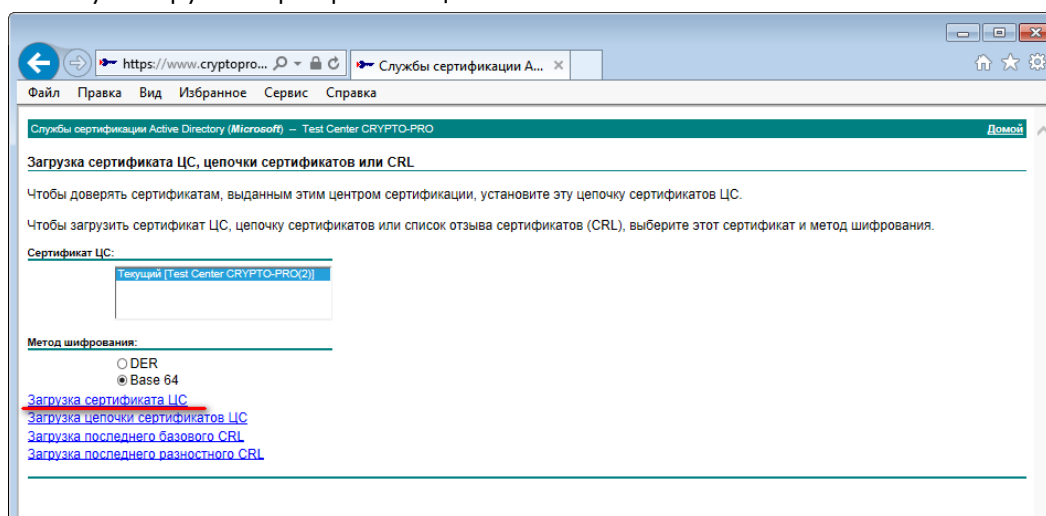 https://www.cryptopro...
Службы сертификации A...
Файл Правка Вид Избранное Сервис Справка
Службы сертификации Active Directory (Microsoft) -- Test Center CRYPTO-PRO Домой
Загрузка сертификата ЦС, цепочки сертификатов или CRL
Чтобы доверять сертификатам, выданным этим центром сертификации, установите эту цепочку сертификатов ЦС.
Чтобы загрузить сертификат ЦС, цепочку сертификатов или список отзыва сертификатов (CRL), выберите этот сертификат и метод шифрования.
Сертификат ЦС:
Текущий [Test Center CRYPTO-PRO(2)]
Метод шифрования:
DER
Base 64
Загрузка сертификата ЦС
Загрузка цепочки сертификатов ЦС
Загрузка последнего базового CRL
Загрузка последнего разностного CRL